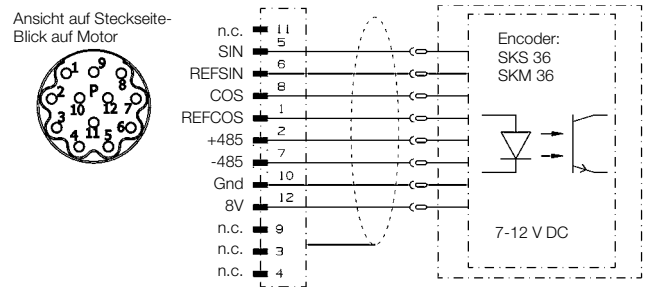 Ansicht auf Steckseite-
Blick auf Motor
1
9
8
2
P
10
12
7
3
11
6
4
5
n.c. 11
SIN 5
REFSIN 6
COS 8
REFCOS 1
+485 2
-485 7
Gnd 10
8V 12
n.c. 9
n.c. 3
n.c. 4
Encoder:
SKS 36
SKM 36
7-12 V DC